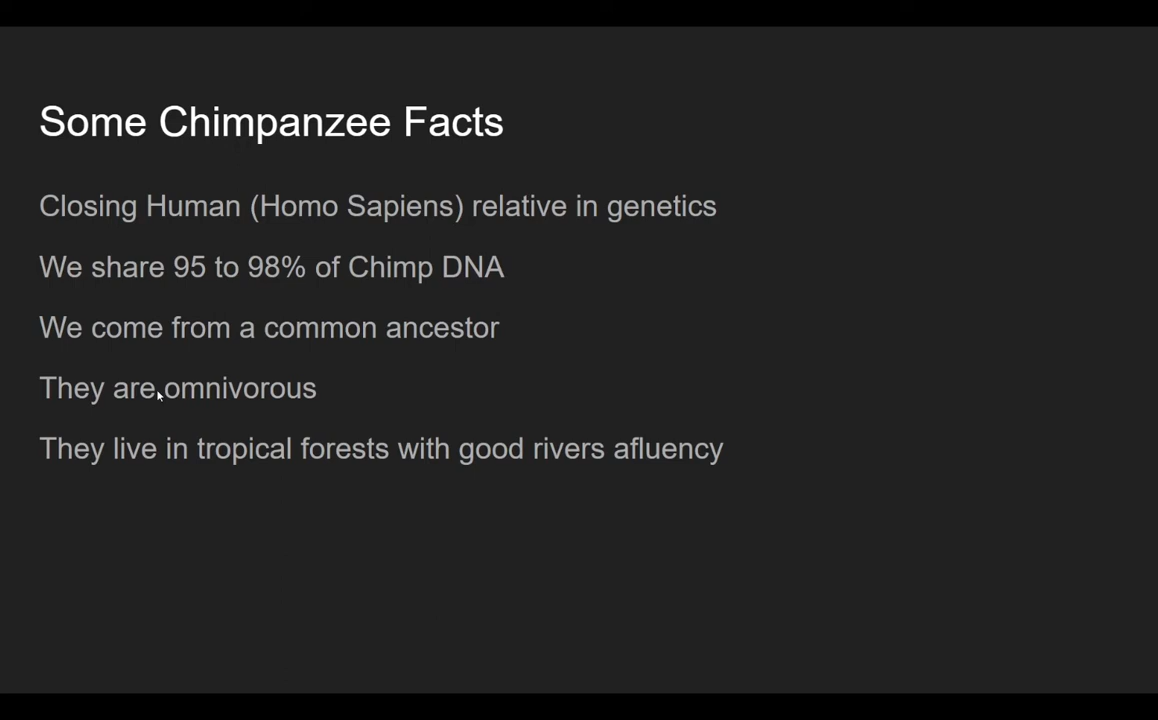 Some Chimpanzee Facts
Closing Human (Homo Sapiens) relative in genetics
We share 95 to 98% of Chimp DNA
We come from a common ancestor
They are omnivorous
They live in tropical forests with good rivers afluency